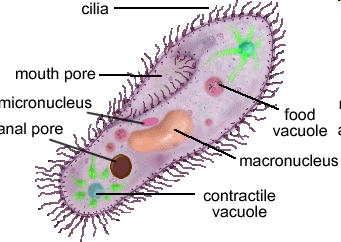 cilia
mouth pore
micronucleus
anal pore
food
vacuole
macronucleus
contractile
vacuole